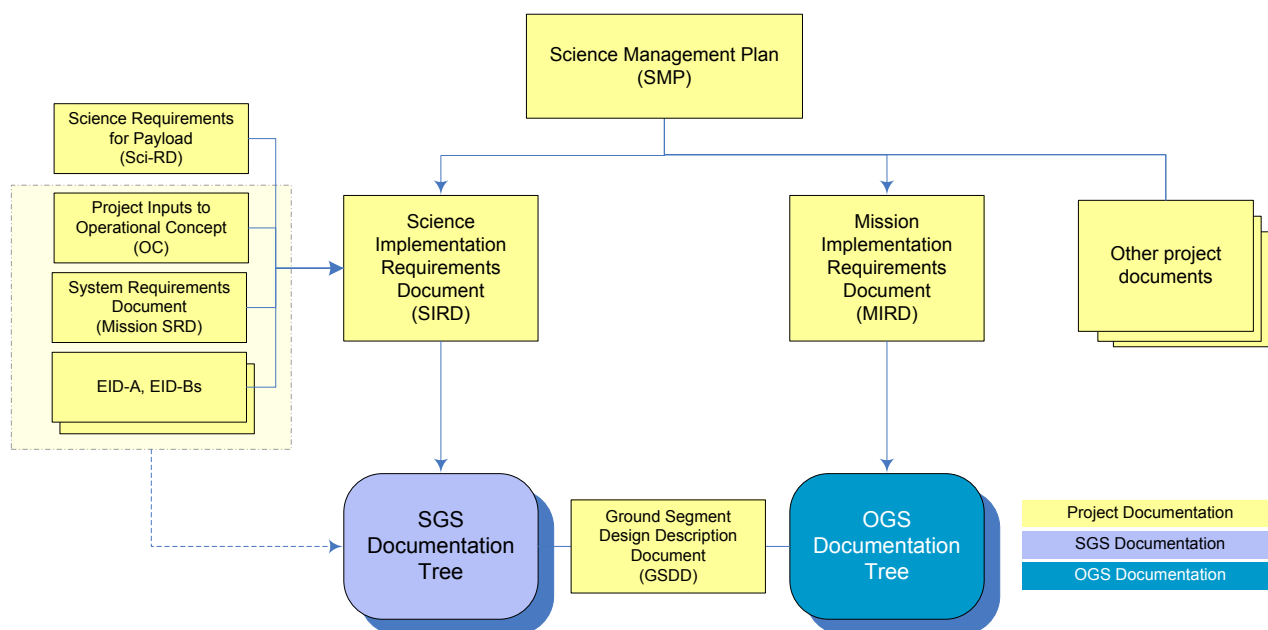 Science Management Plan
(SMP)
Science Requirements
for Payload
(Sci-RD)
Project Inputs to
Operational Concept
(OC)
System Requirements
Document
(Mission SRD)
EID-A, EID-Bs
Science
Implementation
Requirements
Document
(SIRD)
Mission
Implementation
Requirements
Document
(MIRD)
Other project
documents
SGS
Documentation
Tree
Ground Segment
Design Description
Document
(GSDD)
OGS
Documentation
Tree
Project Documentation
SGS Documentation
OGS Documentation